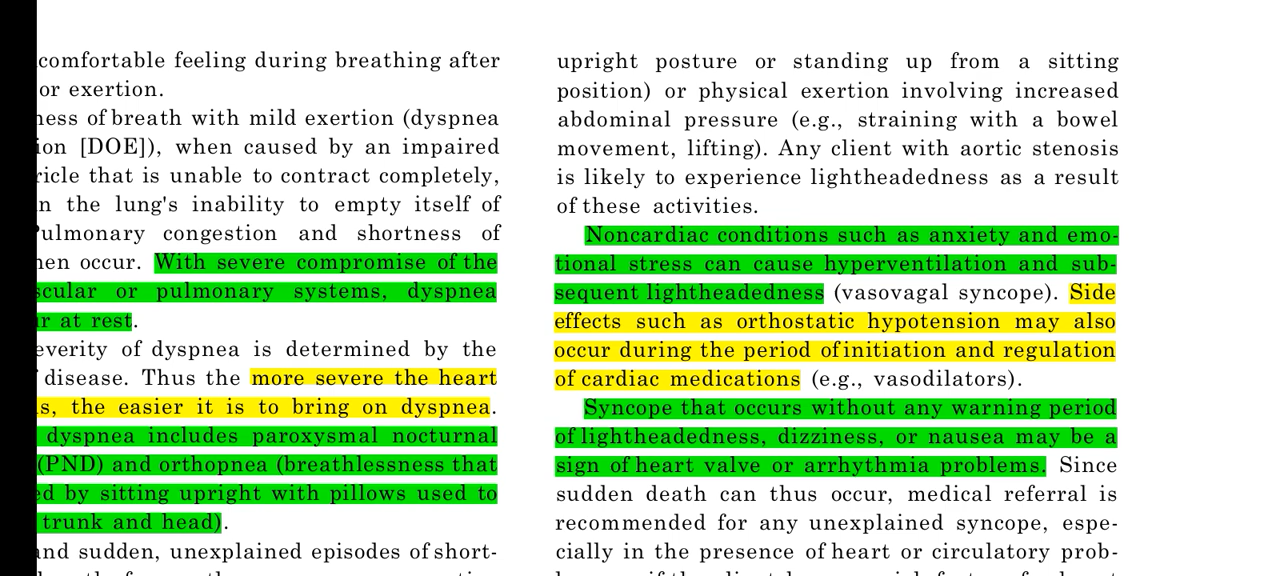 comfortable feeling during breathing after
or exertion.
of breath with mild exertion (dyspnea
[DOE]), when caused by an impaired
that is unable to contract completely,
the lung's inability to empty itself of
Pulmonary congestion and shortness of
occur. With severe compromise of the
or pulmonary systems, dyspnea
at rest.
severity of dyspnea is determined by the
disease. Thus the more severe the heart
the easier it is to bring on dyspnea.
dyspnea includes paroxysmal nocturnal
(PND) and orthopnea (breathlessness that
by sitting upright with pillows used to
trunk and head).
and sudden, unexplained episodes of short-
upright posture or standing up from a sitting
position) or physical exertion involving increased
abdominal pressure (e.g., straining with a bowel
movement, lifting). Any client with aortic stenosis
is likely to experience lightheadedness as a result
of these activities.
Noncardiac conditions such as anxiety and emo-
tional stress can cause hyperventilation and sub-
sequent lightheadedness (vasovagal syncope). Side
effects such as orthostatic hypotension may also
occur during the period of initiation and regulation
of cardiac medications (e.g., vasodilators).
Syncope that occurs without any warning period
of lightheadedness, dizziness, or nausea may be a
sign of heart valve or arrhythmia problems. Since
sudden death can thus occur, medical referral is
recommended for any unexplained syncope, espe-
cially in the presence of heart or circulatory prob-